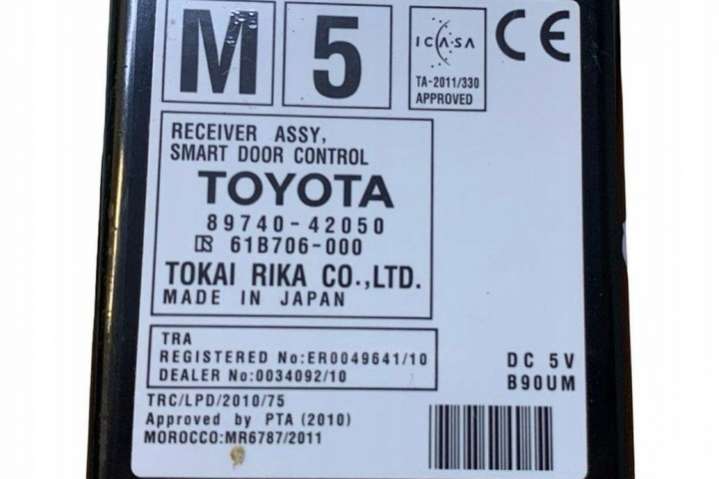 M 5
ICASA
TA-2011/330
APPROVED
CE
RECEIVER ASSY,
SMART DOOR CONTROL
TOYOTA
89740-42050
61B706-000
TOKAI RIKA CO.,LTD.
MADE IN JAPAN
TRA
REGISTERED No:ER0049641/10
DEALER No:0034092/10
DC 5V
B90UM
TRC/LPD/2010/75
Approved by PTA (2010)
MOROCCO:MR6787/2011